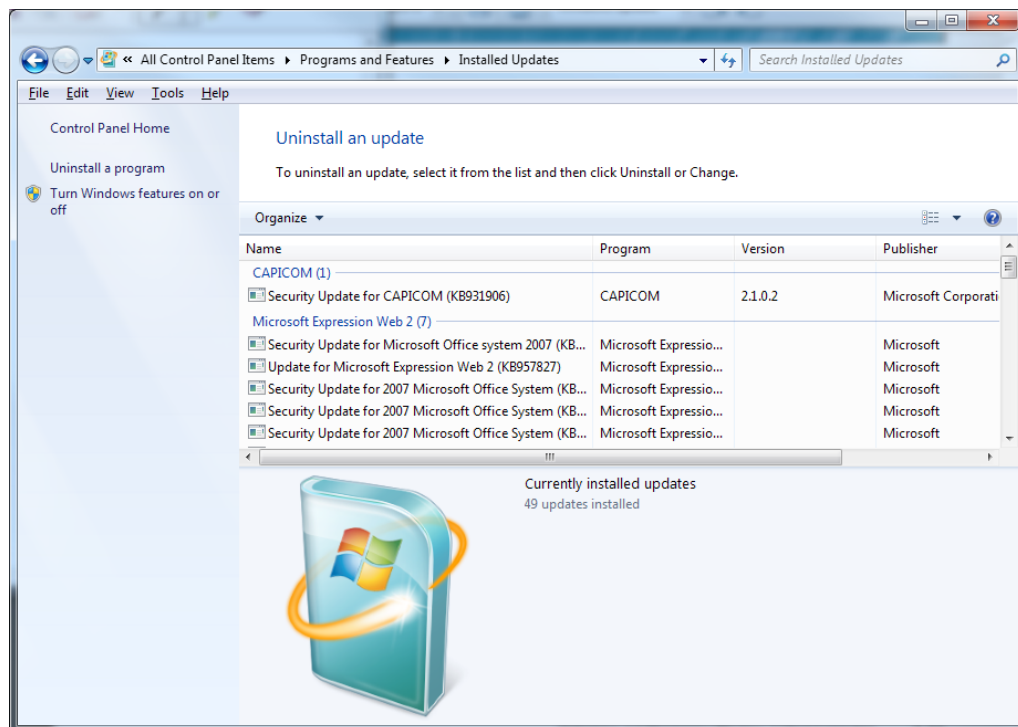 « All Control Panel Items ▸ Programs and Features ▸ Installed Updates
Search Installed Updates
File Edit View Tools Help
Control Panel Home
Uninstall a program
Turn Windows features on or
off
Uninstall an update
To uninstall an update, select it from the list and then click Uninstall or Change.
Organize
Name Program Version Publisher
CAPICOM (1)
Security Update for CAPICOM (KB931906) CAPICOM 2.1.0.2 Microsoft Corporati
Microsoft Expression Web 2 (7)
Security Update for Microsoft Office system 2007 (KB... Microsoft Expressio... Microsoft
Update for Microsoft Expression Web 2 (KB957827) Microsoft Expressio... Microsoft
Security Update for 2007 Microsoft Office System (KB... Microsoft Expressio... Microsoft
Security Update for 2007 Microsoft Office System (KB... Microsoft Expressio... Microsoft
Security Update for 2007 Microsoft Office System (KB... Microsoft Expressio... Microsoft
Currently installed updates
49 updates installed